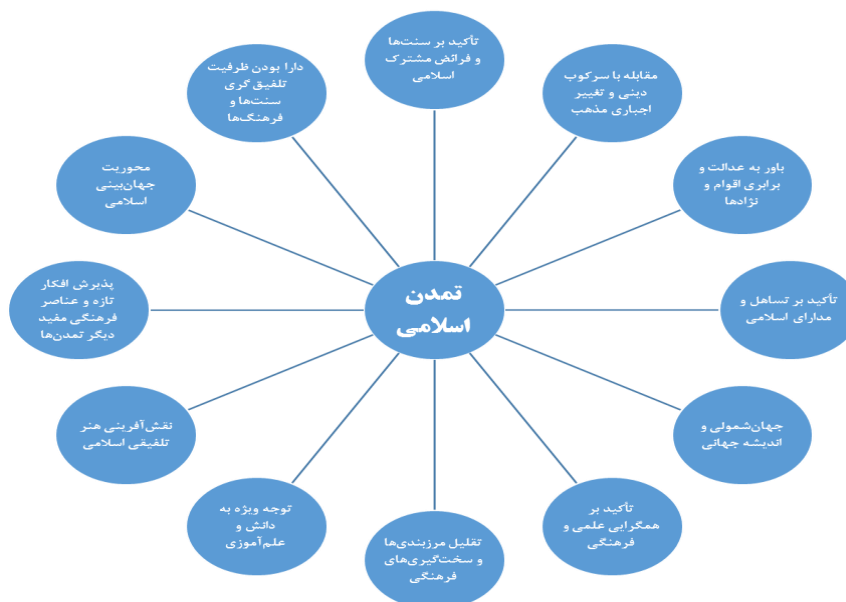 تأکید بر سنت‌ها
و فرائض مشترک
اسلامی
مقابله با سرکوب
دینی و تغییر
اجباری مذهب
باور به عدالت و
برابری اقوام و
نژادها
تأکید بر تساهل و
مدارای اسلامی
جهان‌شمولی و
اندیشه جهانی
تأکید بر
همگرایی علمی و
فرهنگی
تقلیل مرزبندی‌ها
و سخت‌گیری‌های
فرهنگی
توجه ویژه به
دانش و
علم‌آموزی
نقش‌آفرینی هنر
تلفیقی اسلامی
پذیرش افکار
تازه و عناصر
فرهنگی مفید
دیگر تمدن‌ها
محوریت
جهان‌بینی
اسلامی
دارا بودن ظرفیت
تلفیق گری
سنت‌ها و
فرهنگ‌ها
تمدن
اسلامی